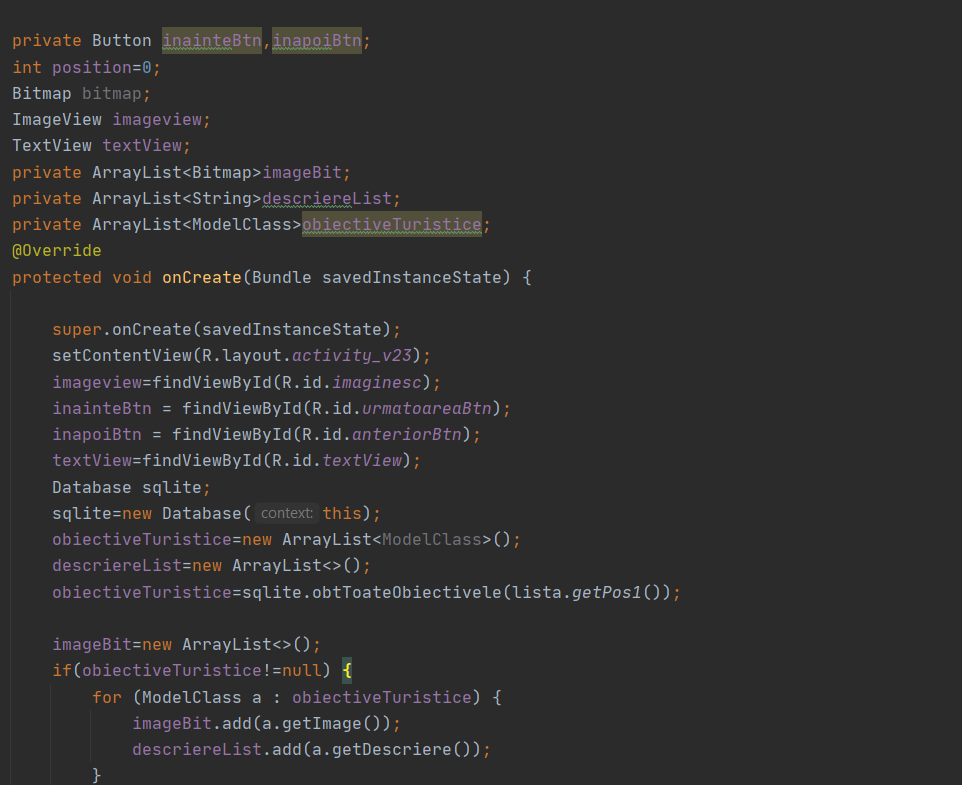 private Button inainteBtn,inapoiBtn;
int position=0;
Bitmap bitmap;
ImageView imageview;
TextView textView;
private ArrayList<Bitmap>imageBit;
private ArrayList<String>descriereList;
private ArrayList<ModelClass>obiectiveTuristice;
@Override
protected void onCreate(Bundle savedInstanceState) {
super.onCreate(savedInstanceState);
setContentView(R.layout.activity_v23);
imageview=findViewById(R.id.imaginesc);
inainteBtn = findViewById(R.id.urmatoareaBtn);
inapoiBtn = findViewById(R.id.anteriorBtn);
textView=findViewById(R.id.textView);
Database sqlite;
sqlite=new Database( context: this);
obiectiveTuristice=new ArrayList<ModelClass>();
descriereList=new ArrayList<>();
obiectiveTuristice=sqlite.obtToateObiectivele(lista.getPos1());
imageBit=new ArrayList<>();
if(obiectiveTuristice!=null) {
for (ModelClass a : obiectiveTuristice) {
imageBit.add(a.getImage());
descriereList.add(a.getDescriere());
}